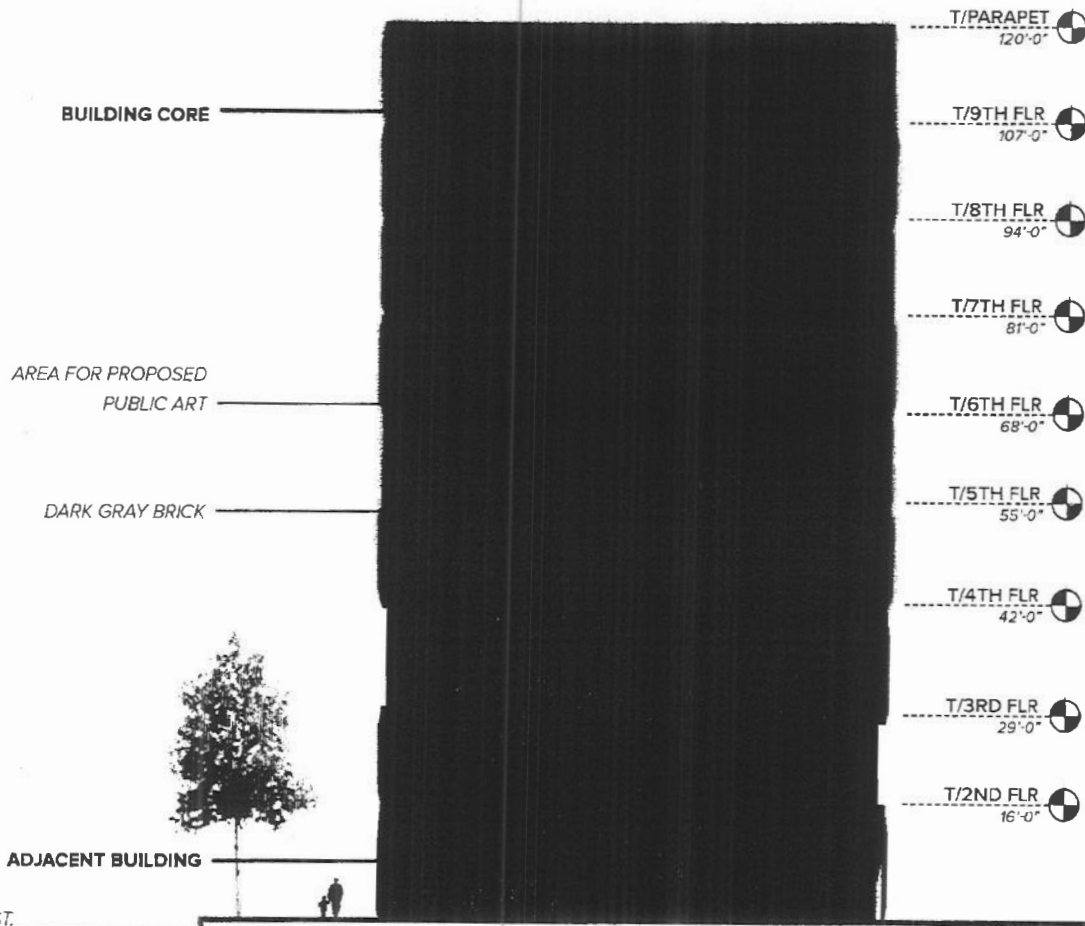 T/PARAPET
120'-0"
BUILDING CORE
T/9TH FLR
107'-0"
T/8TH FLR
94'-0"
T/7TH FLR
81'-0"
AREA FOR PROPOSED
PUBLIC ART
T/6TH FLR
68'-0"
DARK GRAY BRICK
T/5TH FLR
55'-0"
T/4TH FLR
42'-0"
T/3RD FLR
29'-0"
T/2ND FLR
16'-0"
ADJACENT BUILDING
ST.